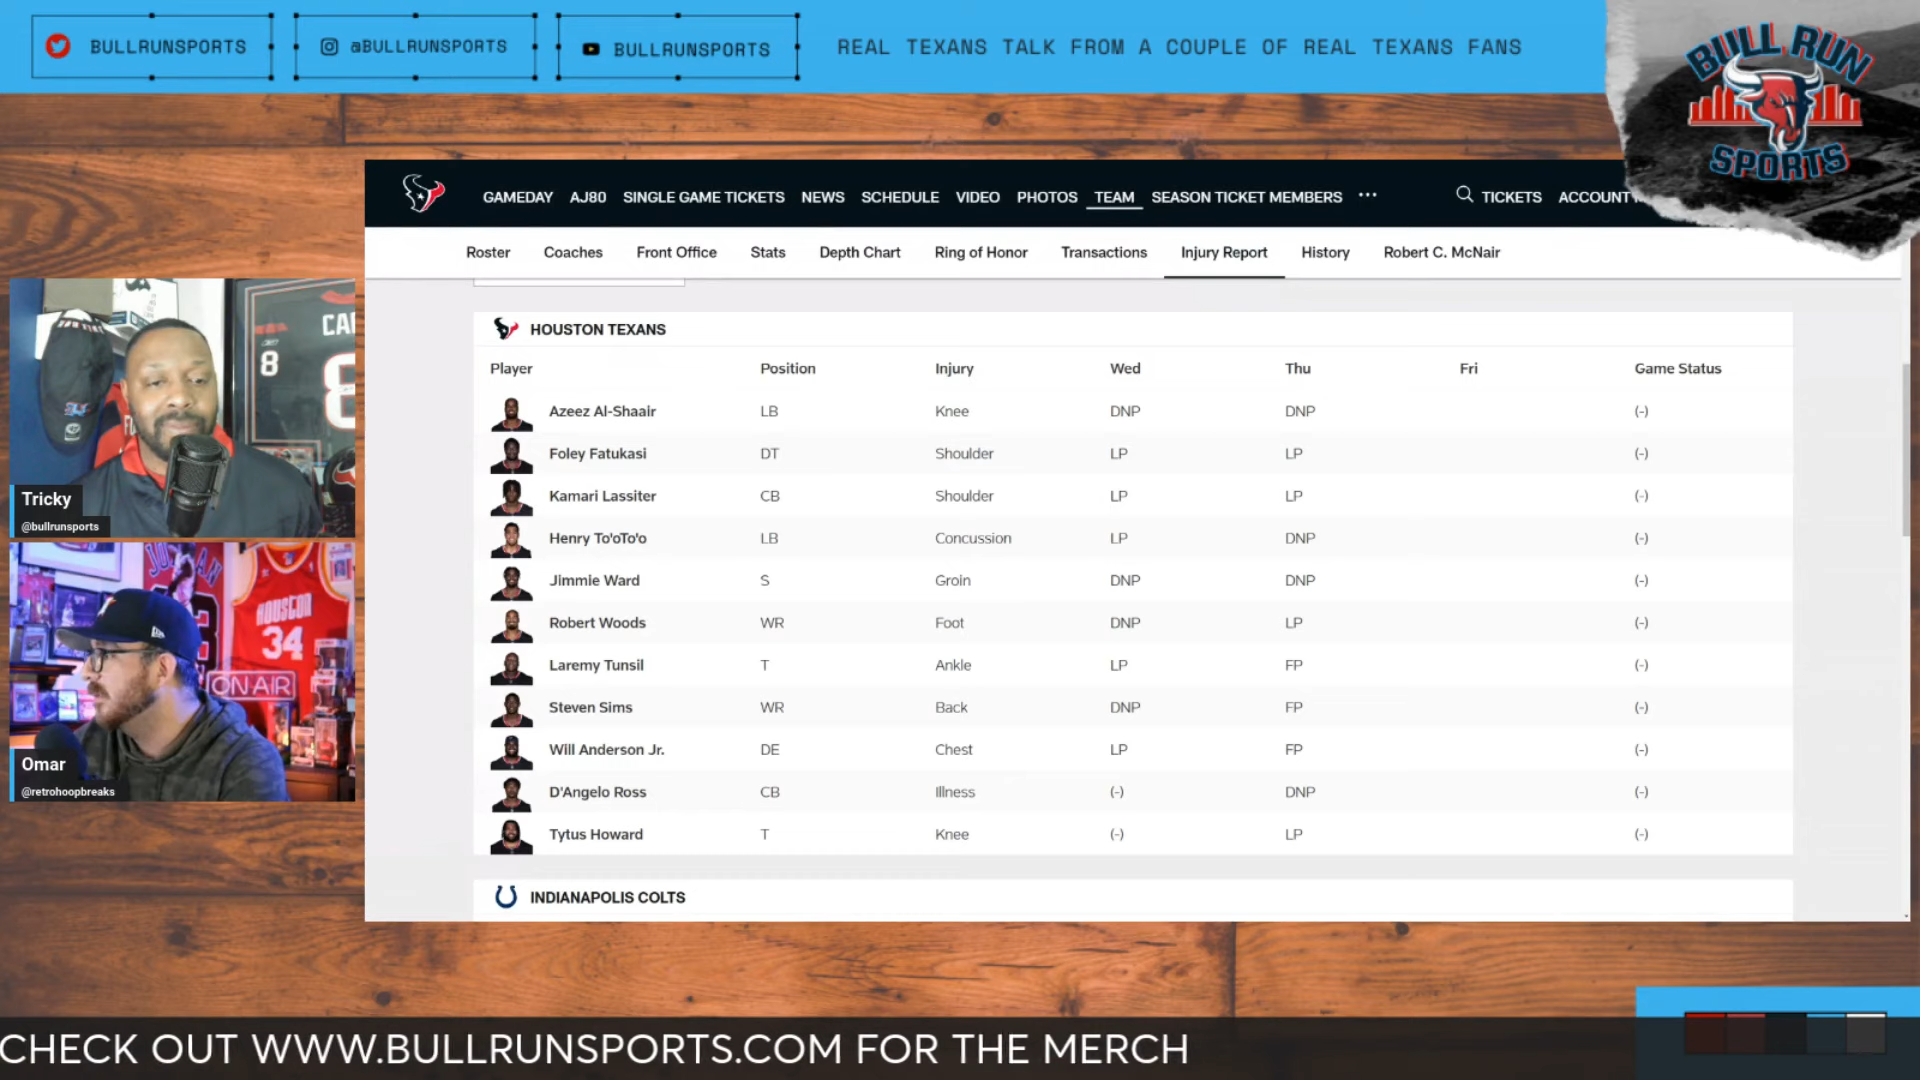 BULLRUNSPORTS
@BULLRUNSPORTS
BULLRUNSPORTS
REAL TEXANS TALK FROM A COUPLE OF REAL TEXANS FANS
BULL RUN
SPORTS
GAMEDAY AJ80 SINGLE GAME TICKETS NEWS SCHEDULE VIDEO PHOTOS TEAM SEASON TICKET MEMBERS ••• TICKETS ACCOUNT
Roster Coaches Front Office Stats Depth Chart Ring of Honor Transactions Injury Report History Robert C. McNair
HOUSTON TEXANS
Player Position Injury Wed Thu Fri Game Status
Azeez Al-Shaair LB Knee DNP DNP (-)
Foley Fatukasi DT Shoulder LP LP (-)
Kamari Lassiter CB Shoulder LP LP (-)
Henry To'oTo'o LB Concussion LP DNP (-)
Jimmie Ward S Groin DNP DNP (-)
Robert Woods WR Foot DNP LP (-)
Laremy Tunsil T Ankle LP FP (-)
Steven Sims WR Back DNP FP (-)
Will Anderson Jr. DE Chest LP FP (-)
D'Angelo Ross CB Illness (-) DNP (-)
Tytus Howard T Knee (-) LP (-)
INDIANAPOLIS COLTS
CA
8
8
Tricky
@bullrunsports
HOUSTON
34
ON AIR
Omar
@retrohoopbreaks
CHECK OUT WWW.BULLRUNSPORTS.COM FOR THE MERCH